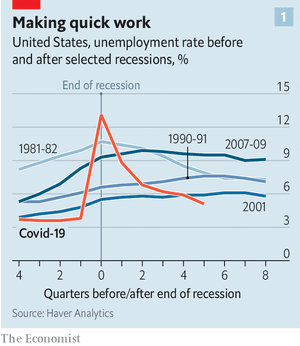 Making quick work
1
United States, unemployment rate before
and after selected recessions, %
End of recession
15
12
9
6
3
0
1981-82
1990-91
2007-09
2001
Covid-19
4 2 0 2 4 6 8
Quarters before/after end of recession
Source: Haver Analytics
The Economist